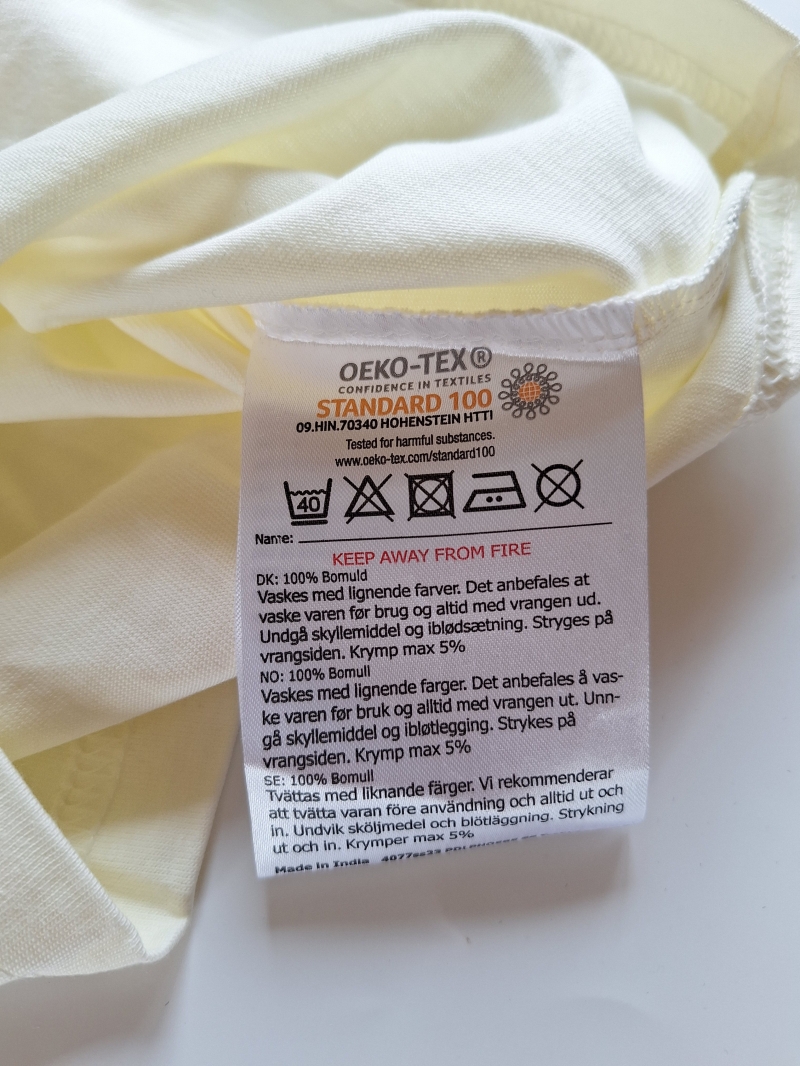 OEKO-TEX®
CONFIDENCE IN TEXTILES
STANDARD 100
09.HIN.70340 HOHENSTEIN HTTI
Tested for harmful substances.
www.oeko-tex.com/standard100
40
Name:
KEEP AWAY FROM FIRE
DK: 100% Bomuld
Vaskes med lignende farver. Det anbefales at
vaske varen før brug og altid med vrangen ud.
Undgå skyllemiddel og iblødsætning. Stryges på
vrangsiden. Krymp max 5%
NO: 100% Bomull
Vaskes med lignende farger. Det anbefales å vas-
ke varen før bruk og alltid med vrangen ut. Unn-
gå skyllemiddel og ibløtlegging. Strykes på
vrangsiden. Krymp max 5%
SE: 100% Bomull
Tvättas med liknande färger. Vi rekommenderar
att tvätta varan före användning och alltid ut och
in. Undvik sköljmedel och blötläggning. Strykning
ut och in. Krymper max 5%
Made in India